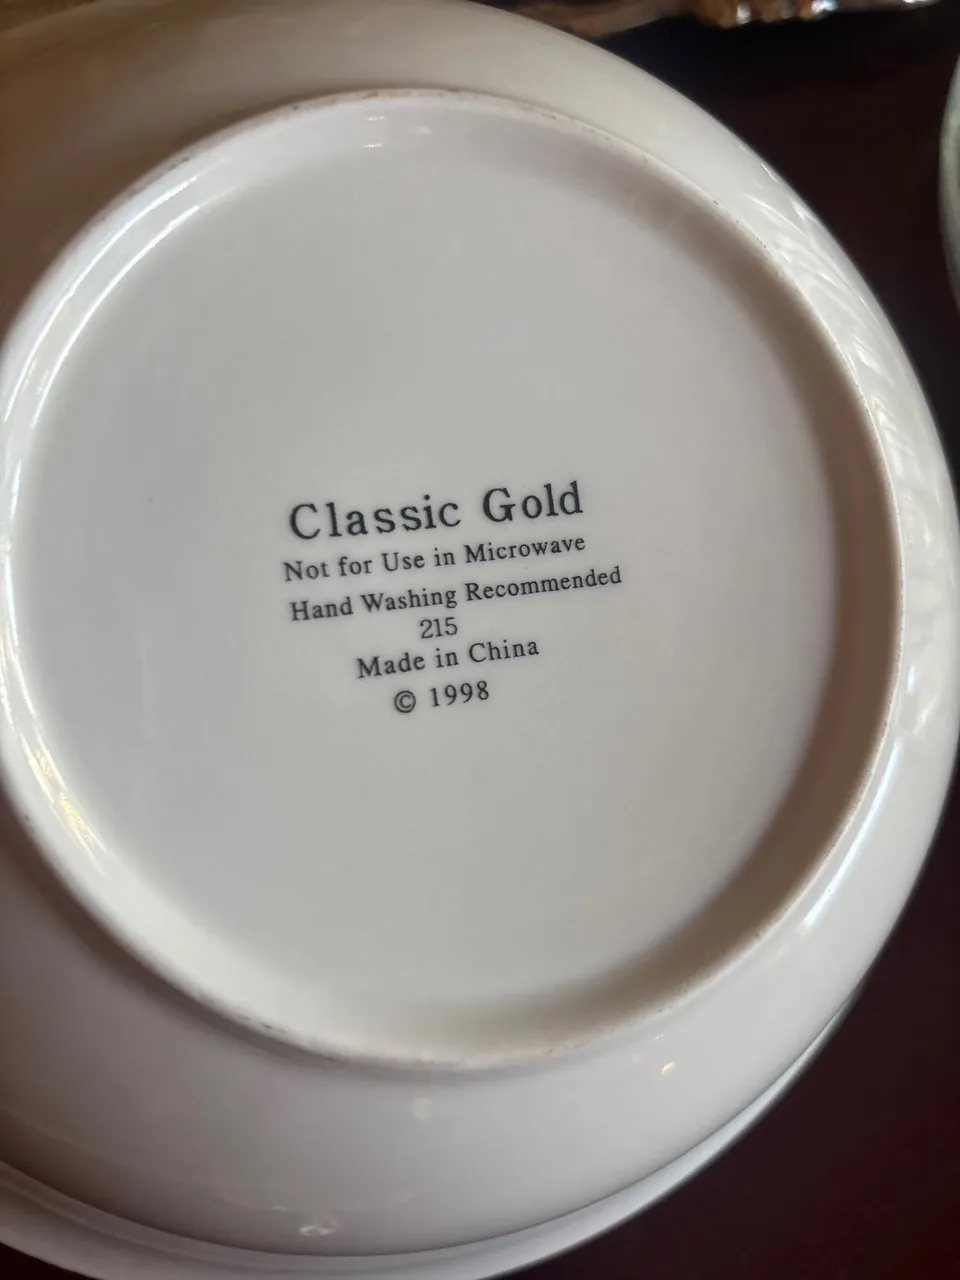 Classic Gold
Not for Use in Microwave
Hand Washing Recommended
215
Made in China
© 1998